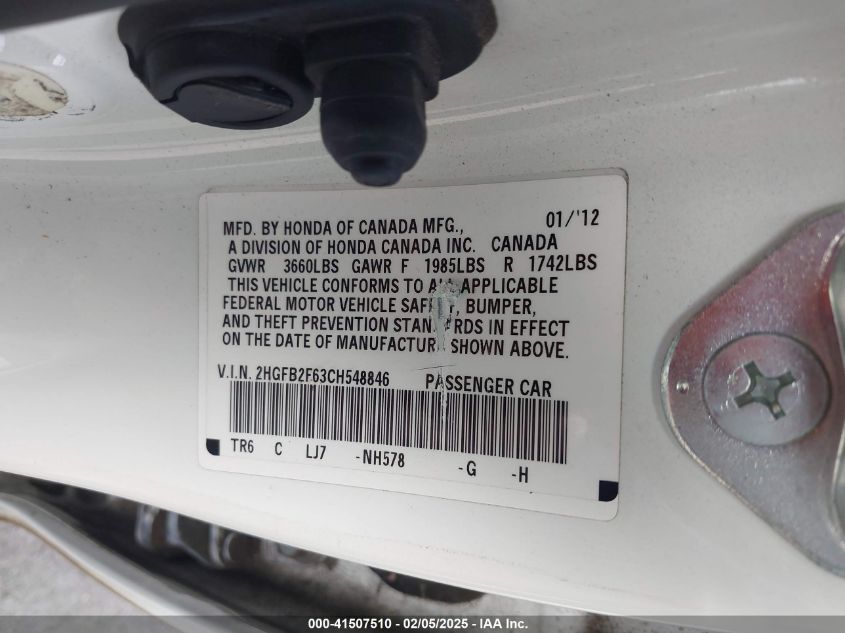 MFD. BY HONDA OF CANADA MFG., 01/'12
A DIVISION OF HONDA CANADA INC. CANADA
GVWR 3660LBS GAWR F 1985LBS R 1742LBS
THIS VEHICLE CONFORMS TO ALL APPLICABLE
FEDERAL MOTOR VEHICLE SAFETY, BUMPER,
AND THEFT PREVENTION STANDARDS IN EFFECT
ON THE DATE OF MANUFACTURE SHOWN ABOVE.
V.I.N. 2HGFB2F63CH548846 PASSENGER CAR
TR6 C LJ7 -NH578 -G -H
000-41507510 / 02/05/2025 - IAA Inc.